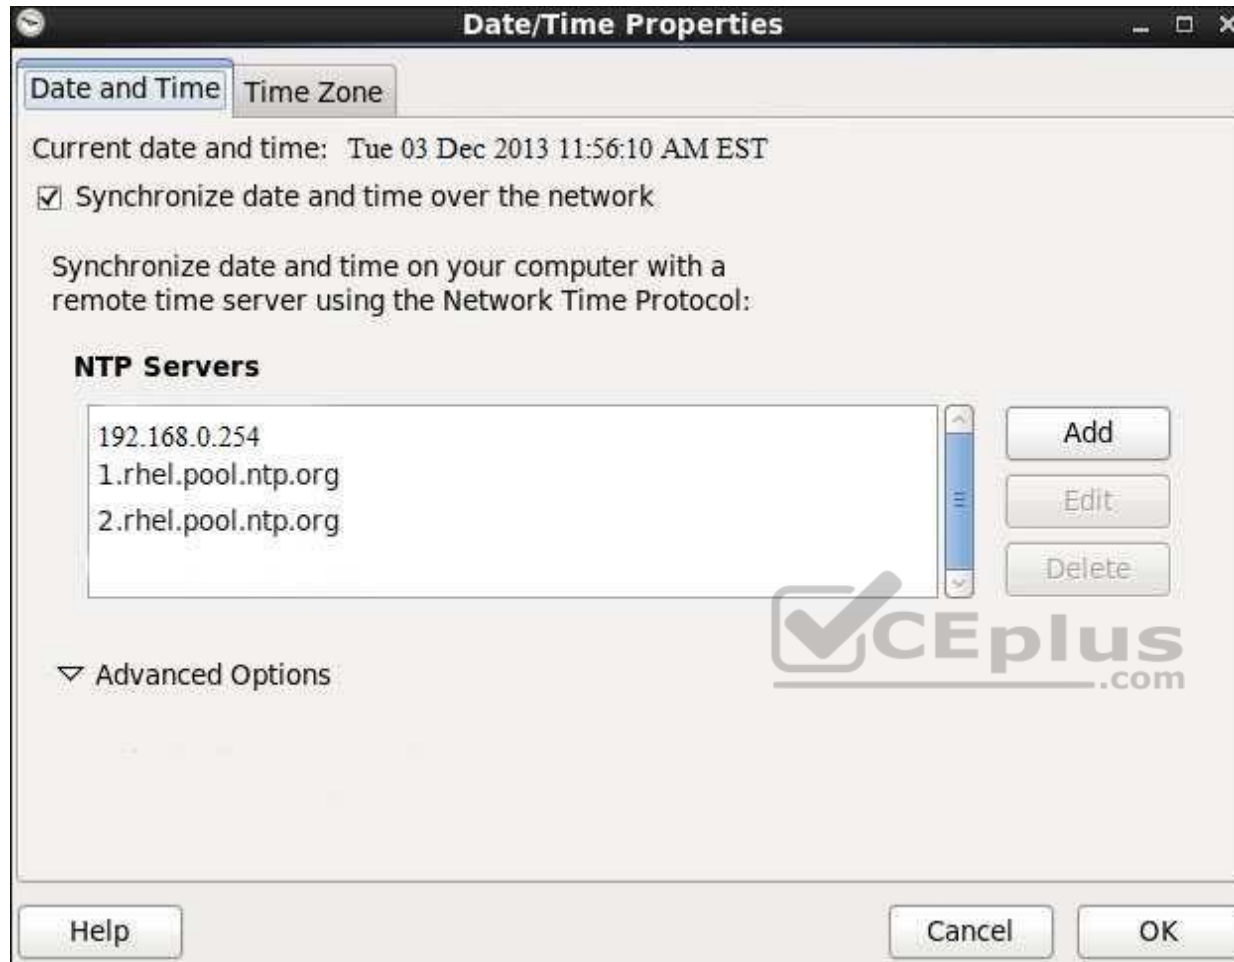 Date/Time Properties
Date and Time
Time Zone
Current date and time: Tue 03 Dec 2013 11:56:10 AM EST
Synchronize date and time over the network
Synchronize date and time on your computer with a
remote time server using the Network Time Protocol:
NTP Servers
192.168.0.254
1.rhel.pool.ntp.org
2.rhel.pool.ntp.org
Add
Edit
Delete
CEplus
.com
Advanced Options
Help
Cancel
OK